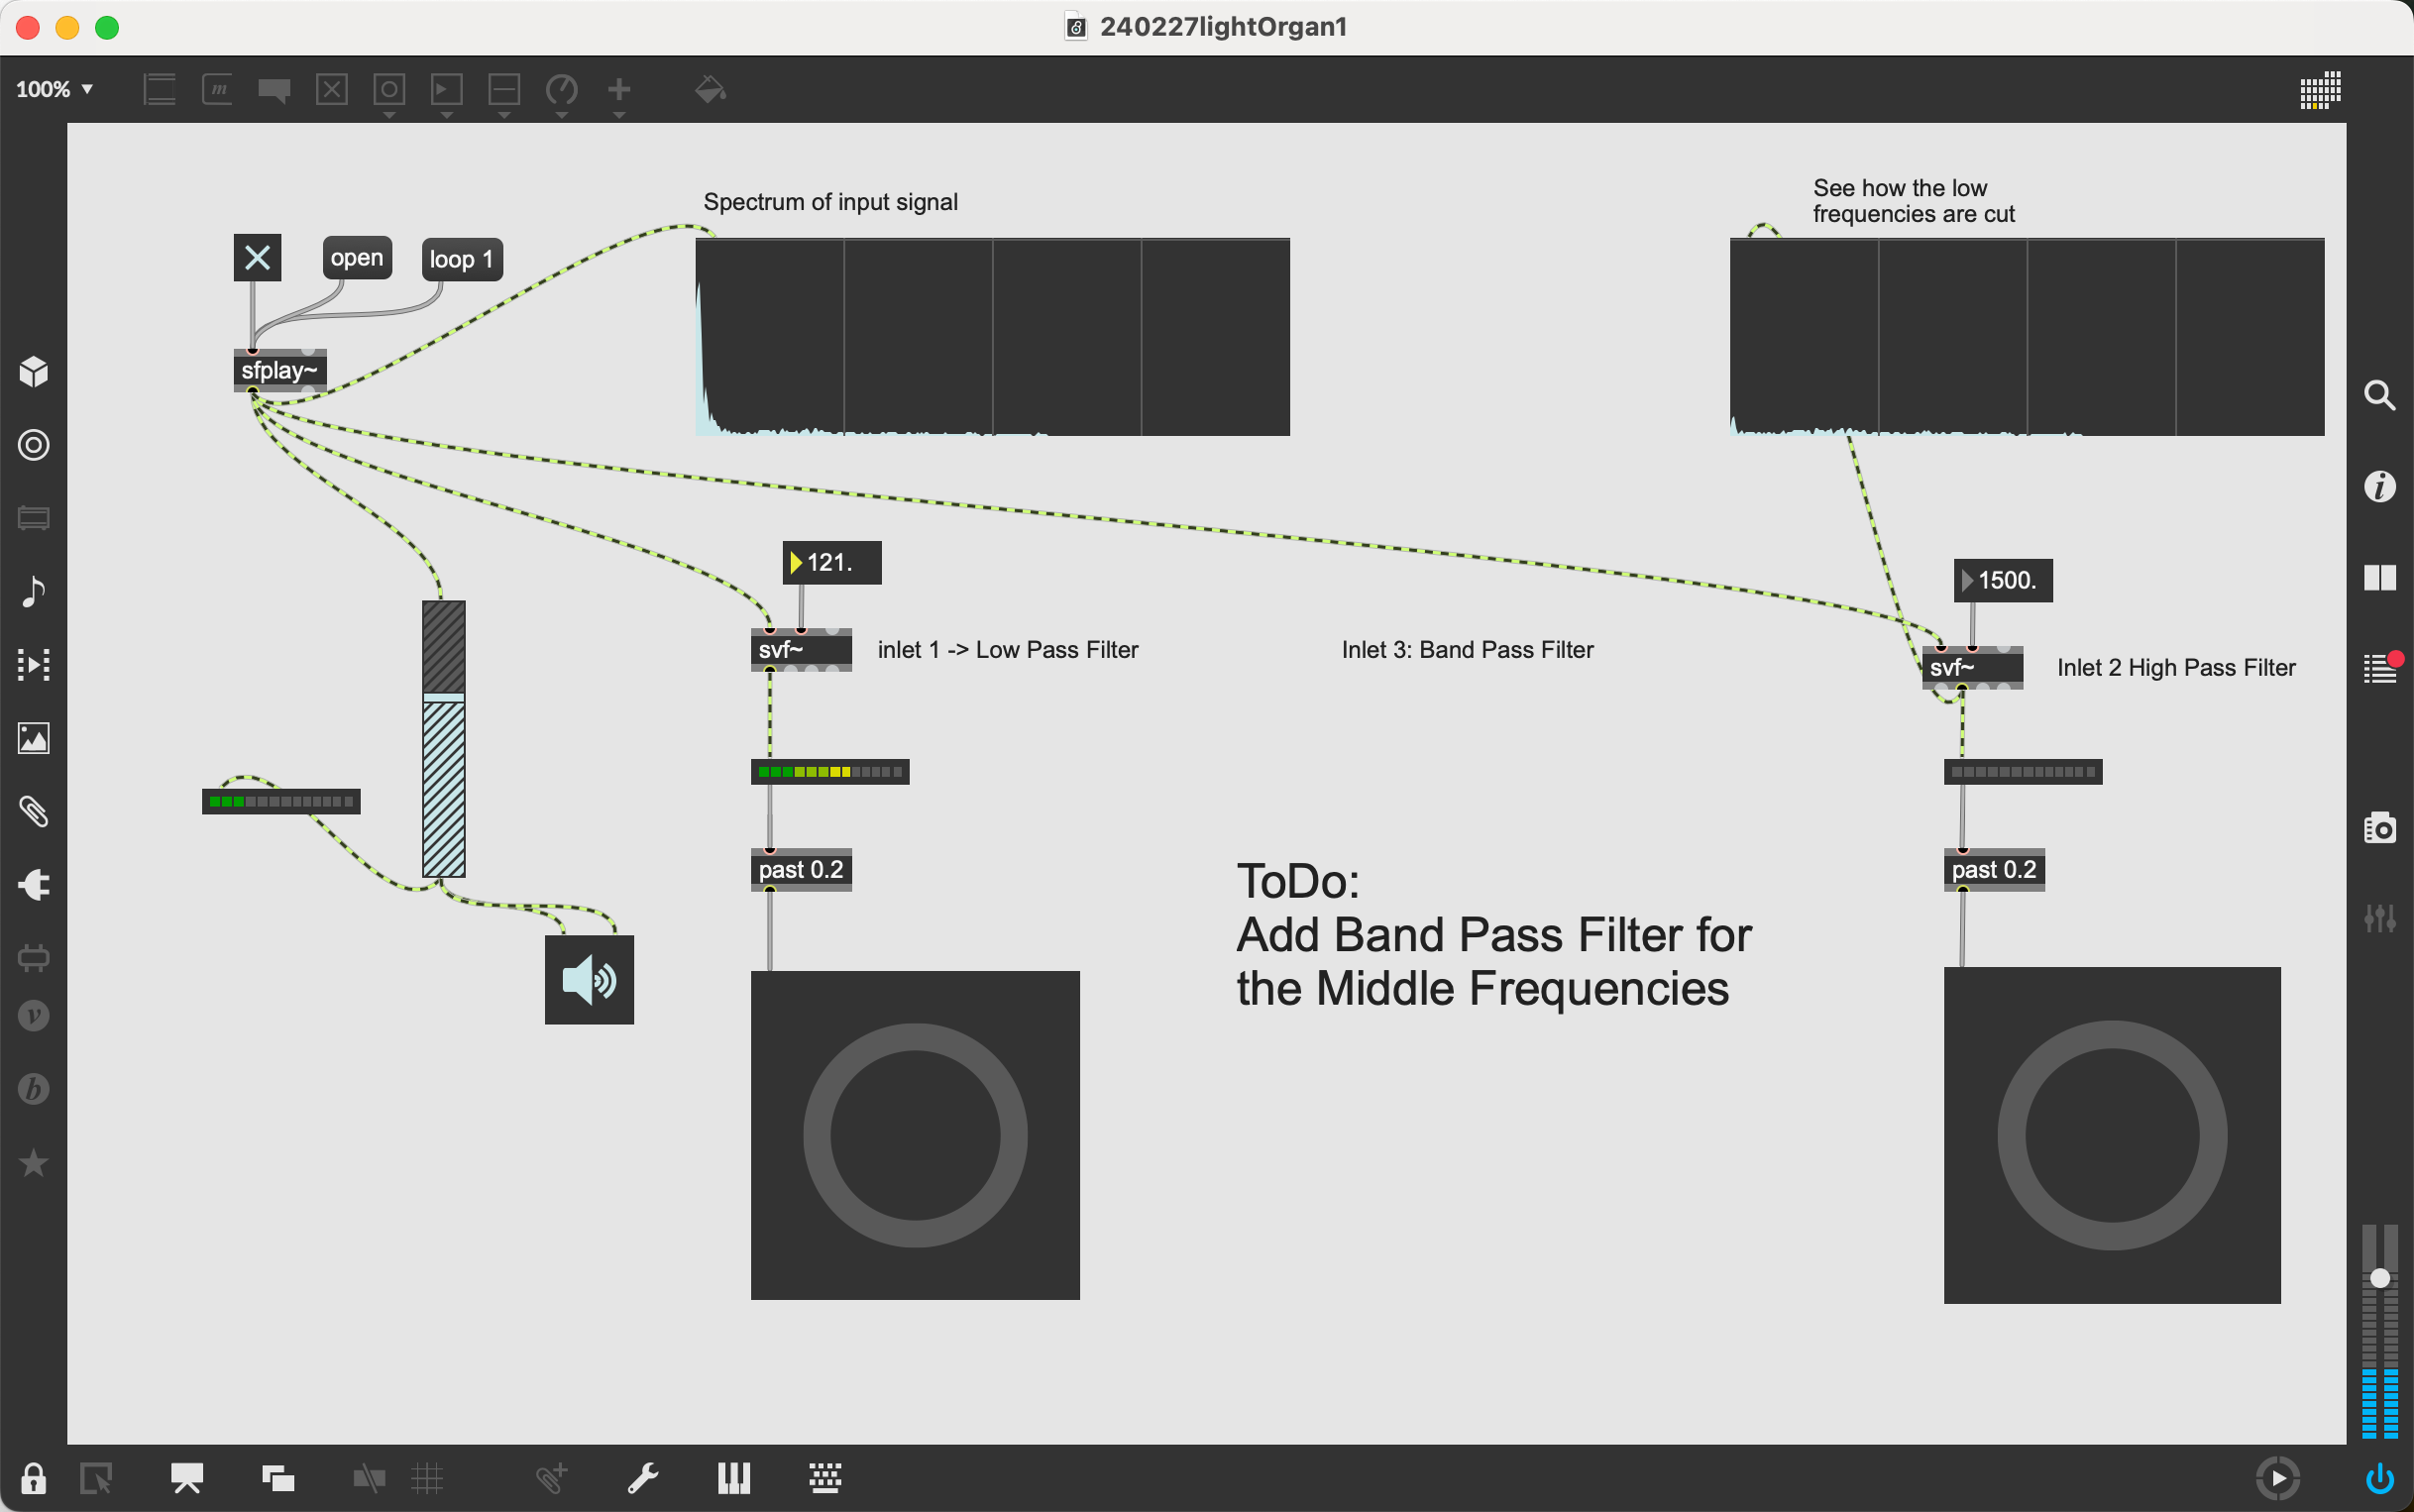 240227lightOrgan1
100%
Spectrum of input signal
See how the low
frequencies are cut
open
loop 1
sfplay~
121.
1500.
svf~
inlet 1 -> Low Pass Filter
Inlet 3: Band Pass Filter
svf~
Inlet 2 High Pass Filter
past 0.2
past 0.2
ToDo:
Add Band Pass Filter for
the Middle Frequencies